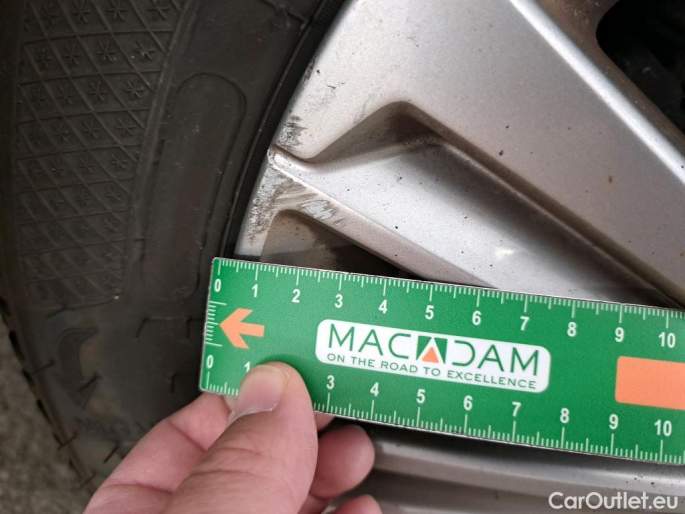 0 1 2 3 4 5 6 7 8 9 10
MACADAM
ON THE ROAD TO EXCELLENCE
0 1 3 4 5 6 7 8 9 10
CarOutlet.eu